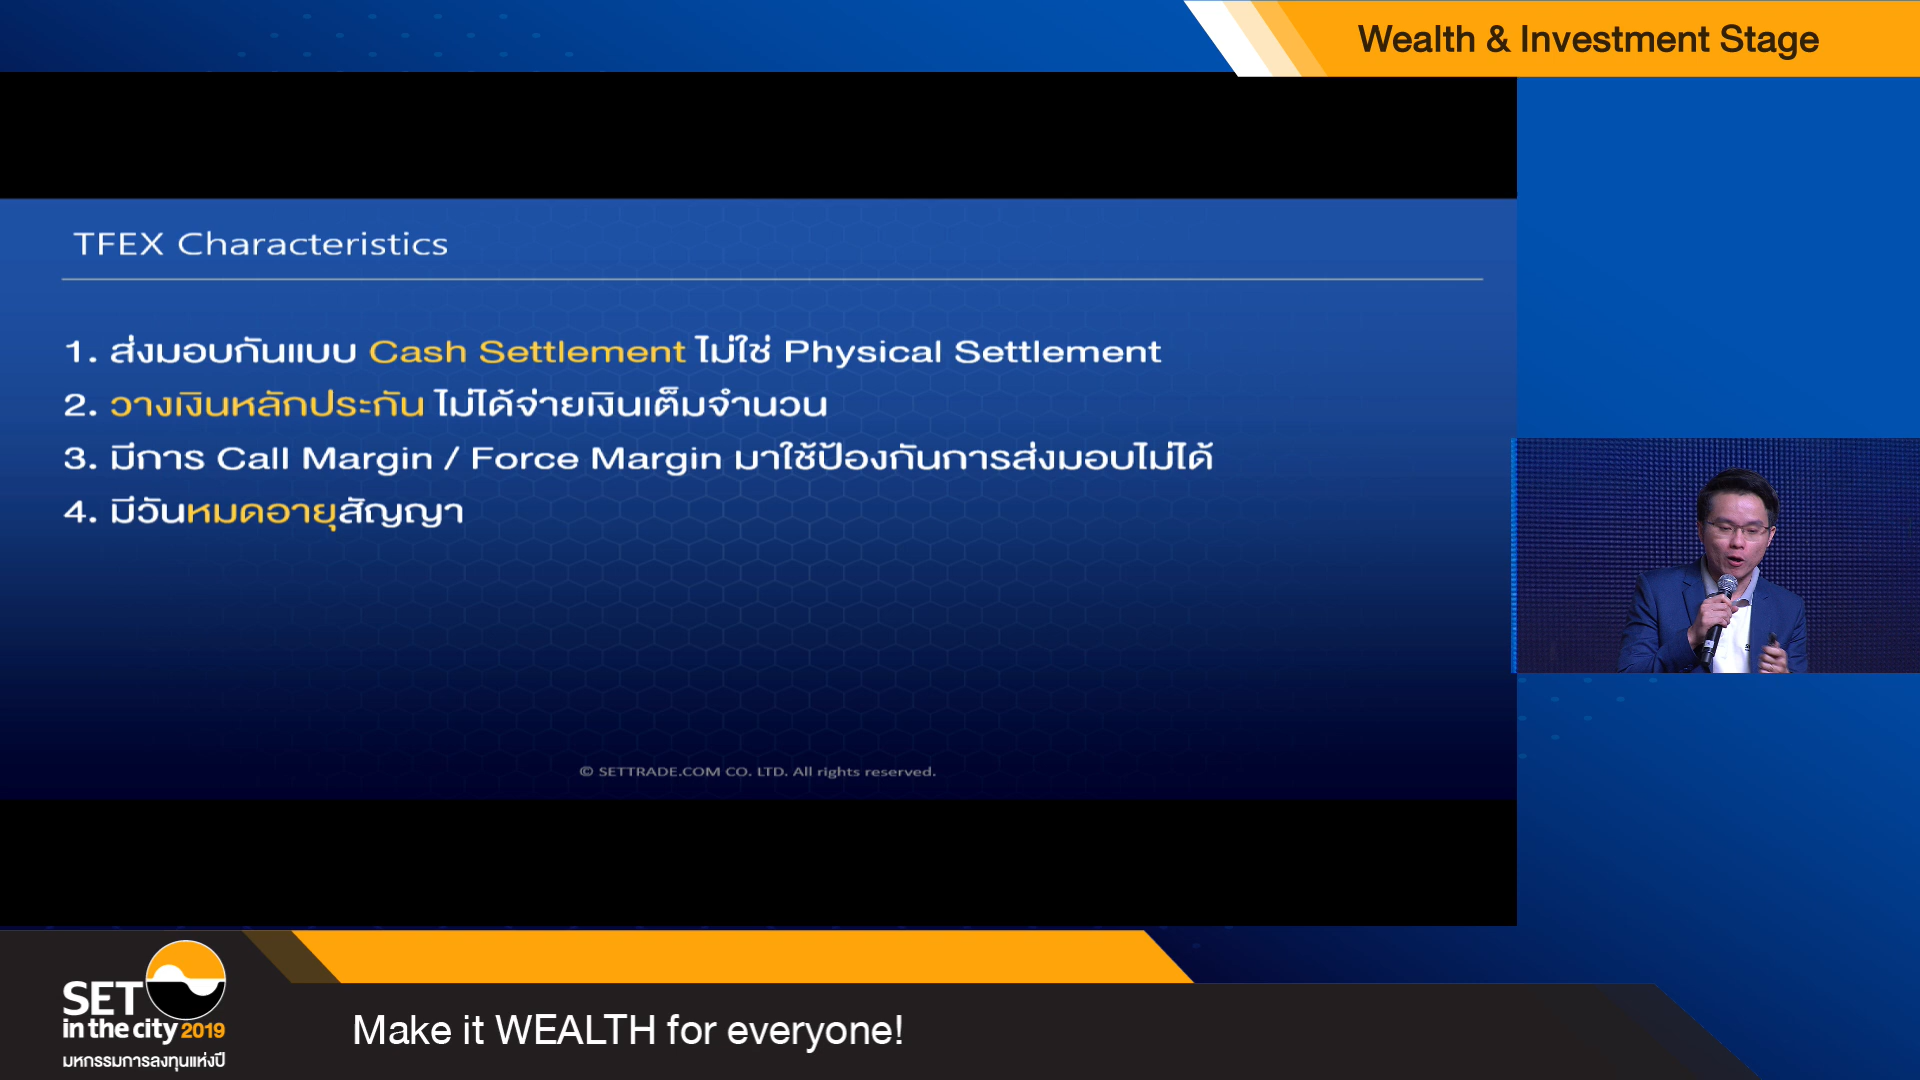 Wealth & Investment Stage
TFEX Characteristics
1. ส่งมอบกันแบบ Cash Settlement ไม่ใช่ Physical Settlement
2. วางเงินหลักประกัน ไม่ได้จ่ายเงินเต็มจำนวน
3. มีการ Call Margin / Force Margin มาใช้ป้องกันการส่งมอบไม่ได้
4. มีวันหมดอายุสัญญา
© SETTRADE.COM CO. LTD. All rights reserved.
SET
in the city 2019
มหกรรมการลงทุนแห่งปี
Make it WEALTH for everyone!